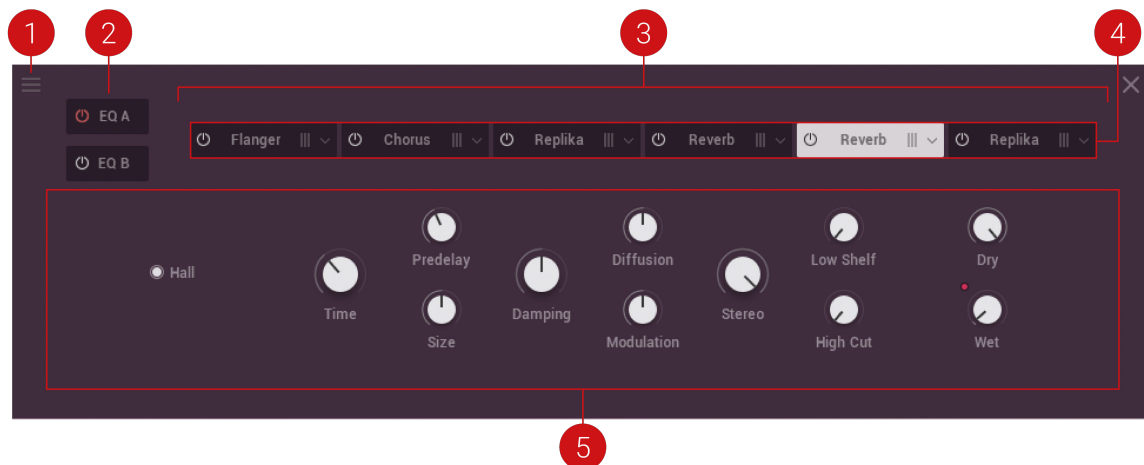 1 2 3 4
EQ A
Flanger Chorus Replika Reverb Reverb Replika
EQ B
Predelay Diffusion Low Shelf Dry
Hall
Time Damping Stereo
Size Modulation High Cut Wet
5